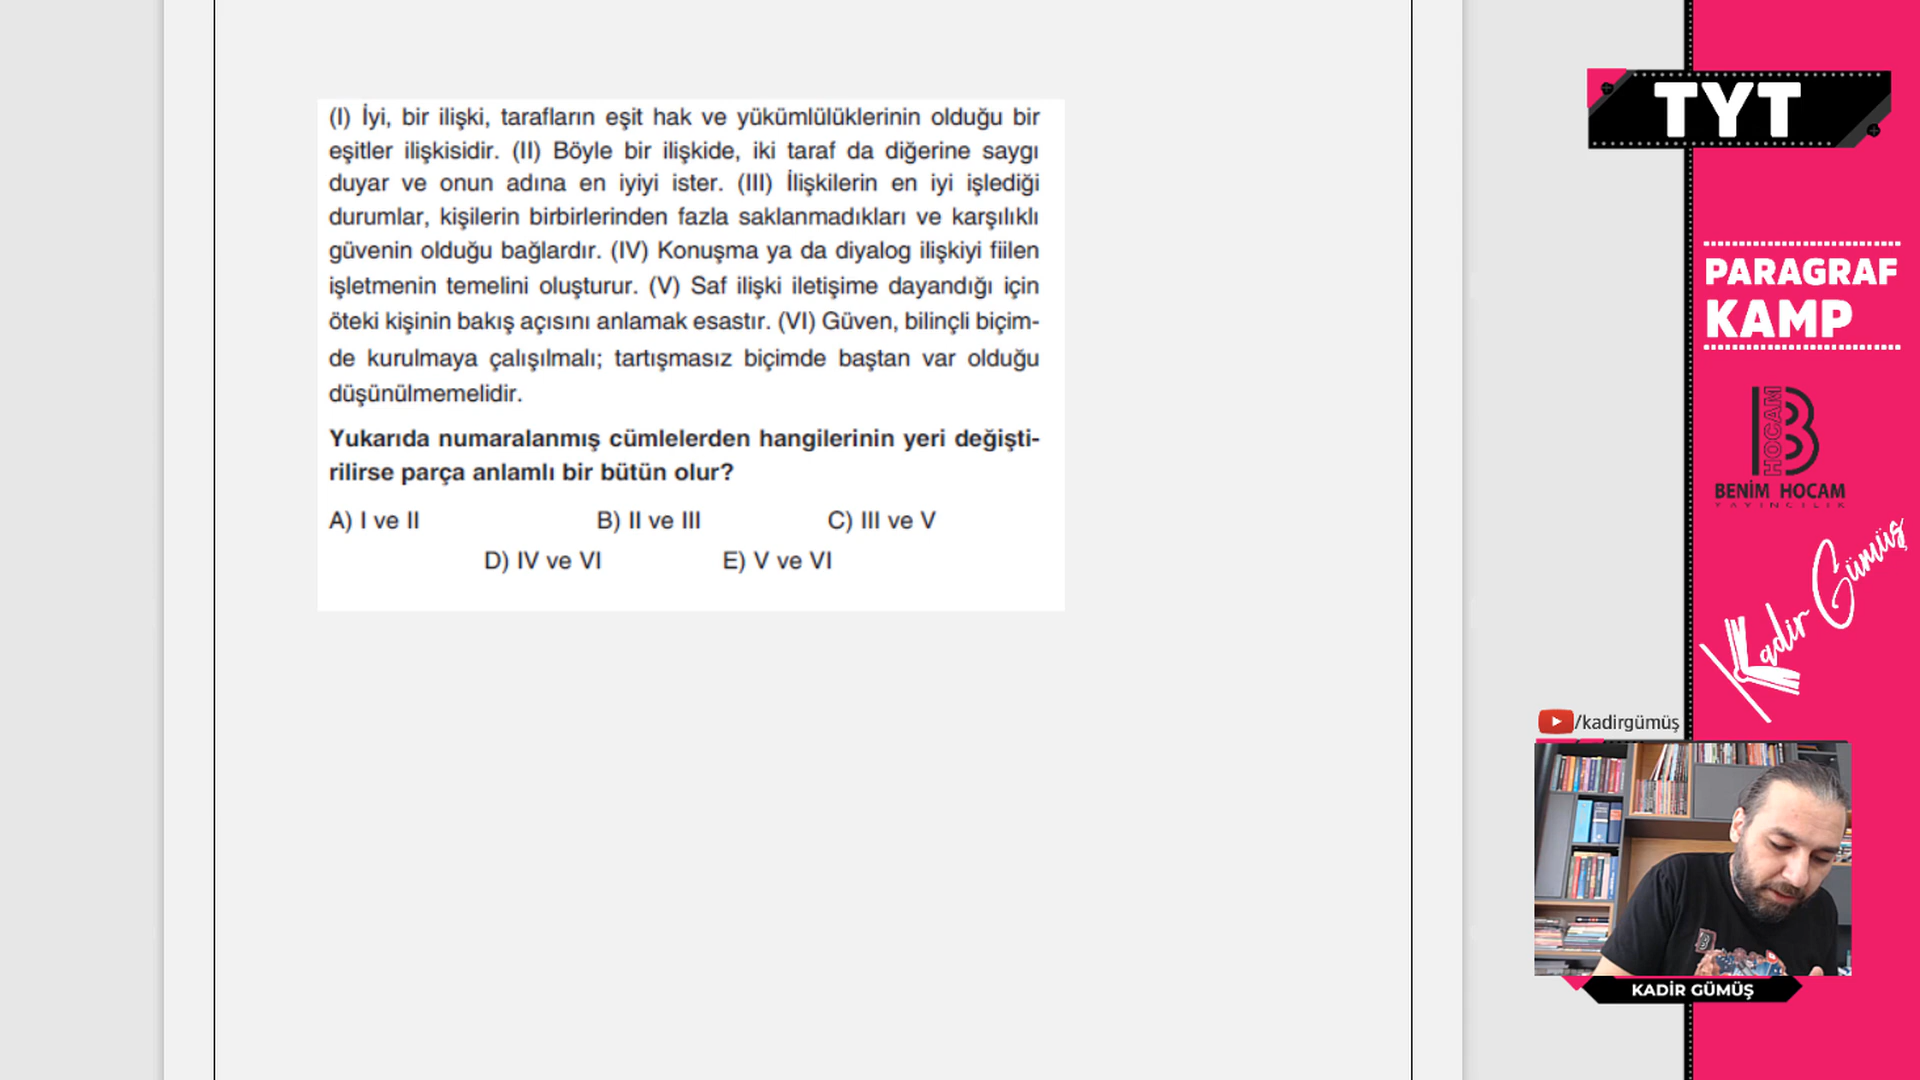 (I) İyi, bir ilişki, tarafların eşit hak ve yükümlülüklerinin olduğu bir
eşitler ilişkisidir. (II) Böyle bir ilişkide, iki taraf da diğerine saygı
duyar ve onun adına en iyiyi ister. (III) İlişkilerin en iyi işlediği
durumlar, kişilerin birbirlerinden fazla saklanmadıkları ve karşılıklı
güvenin olduğu bağlardır. (IV) Konuşma ya da diyalog ilişkiyi fiilen
işletmenin temelini oluşturur. (V) Saf ilişki iletişime dayandığı için
öteki kişinin bakış açısını anlamak esastır. (VI) Güven, bilinçli biçim-
de kurulmaya çalışılmalı; tartışmasız biçimde baştan var olduğu
düşünülmemelidir.
Yukarıda numaralanmış cümlelerden hangilerinin yeri değişti-
rilirse parça anlamlı bir bütün olur?
A) I ve II B) II ve III C) III ve V
D) IV ve VI E) V ve VI
TYT
PARAGRAF
KAMP
B HOCAM
BENİM HOCAM
YAYINCILIK
Kadir Gümüş
/kadirgümüş
KADİR GÜMÜŞ